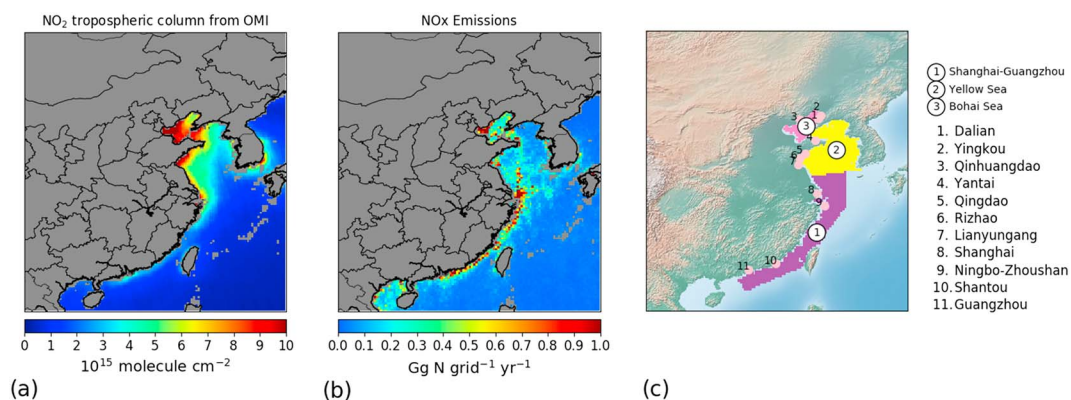 NO₂ tropospheric column from OMI
0 1 2 3 4 5 6 7 8 9 10
10¹⁵ molecule cm⁻²
(a)
NOx Emissions
0.0 0.1 0.2 0.3 0.4 0.5 0.6 0.7 0.8 0.9 1.0
Gg N grid⁻¹ yr⁻¹
(b)
2
3 1
3
4
2
8
9
1
10
11
(c)
1 Shanghai-Guangzhou
2 Yellow Sea
3 Bohai Sea
1. Dalian
2. Yingkou
3. Qinhuangdao
4. Yantai
5. Qingdao
6. Rizhao
7. Lianyungang
8. Shanghai
9. Ningbo-Zhoushan
10. Shantou
11. Guangzhou